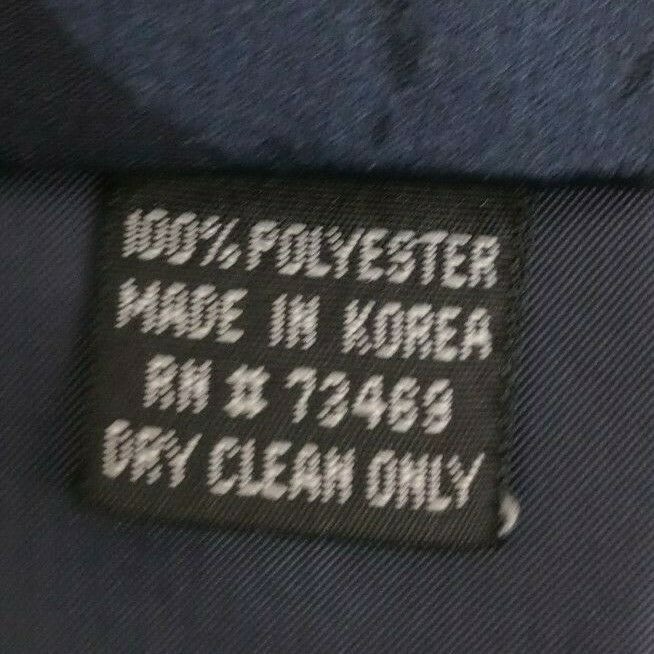 100% POLYESTER
MADE IN KOREA
RN # 73469
DRY CLEAN ONLY